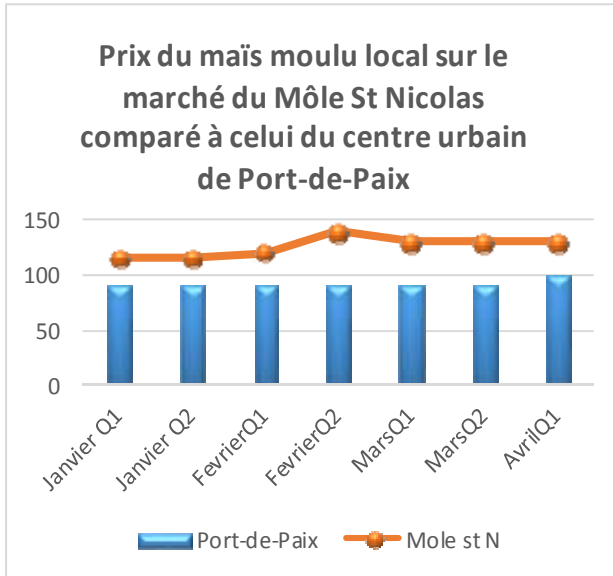 Prix du maïs moulu local sur le
marché du Môle St Nicolas
comparé à celui du centre urbain
de Port-de-Paix
150
100
50
0
Janvier Q1
Janvier Q2
FevrierQ1
FevrierQ2
MarsQ1
MarsQ2
AvrilQ1
Port-de-Paix
Mole st N